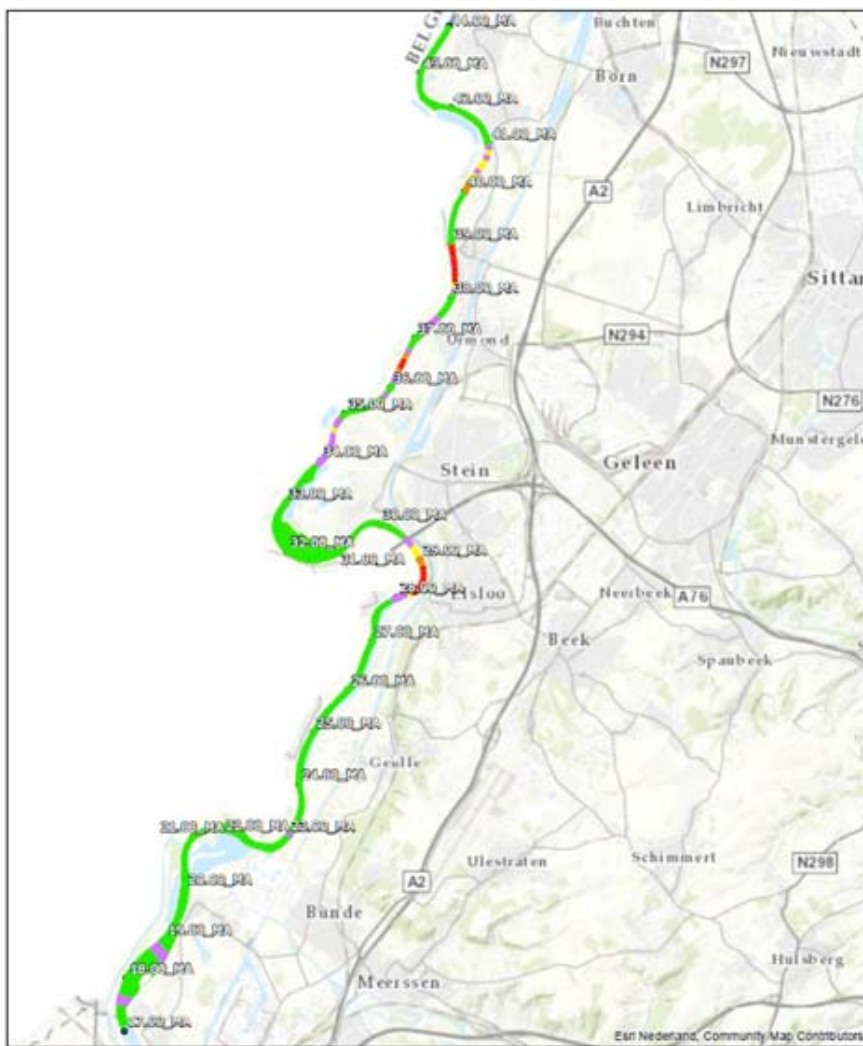 44.00_MA
Buchten
BELG
Nieuwstadt
43.00_MA
N297
Born
42.00_MA
41.00_MA
40.00_MA
A2
Limbricht
39.00_MA
Sittar
38.00_MA
37.00_MA
Urmond
N294
36.00_MA
35.00_MA
N276
Munstergele
34.00_MA
Stein
Geleen
33.00_MA
30.00_MA
32.00_MA
29.00_MA
31.00_MA
28.00_MA
Elsloo
Neerbeek
A76
27.00_MA
Beek
Spaubeek
26.00_MA
25.00_MA
Geulle
24.00_MA
21.00_MA
22.00_MA
23.00_MA
Ulestraten
Schimmert
N298
20.00_MA
A2
Bunde
19.00_MA
18.00_MA
Hulsberg
Meerssen
17.00_MA
Esri Nederland, Community Map Contributors